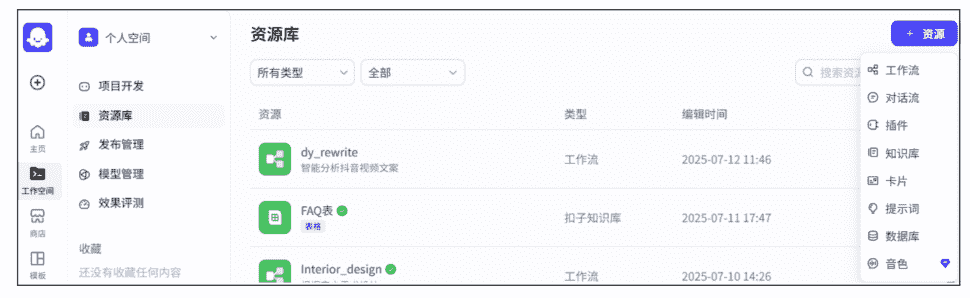 个人空间
项目开发
资源库
发布管理
模型管理
效果评测
收藏
还没有收藏任何内容
主页
工作空间
商店
模板
资源库
+ 资源
所有类型
全部
搜索资
资源 类型 编辑时间
dy_rewrite
智能分析抖音视频文案
工作流 2025-07-12 11:46
FAQ表
表格
扣子知识库 2025-07-11 17:47
Interior_design
工作流 2025-07-10 14:26
工作流
对话流
插件
知识库
卡片
提示词
数据库
音色